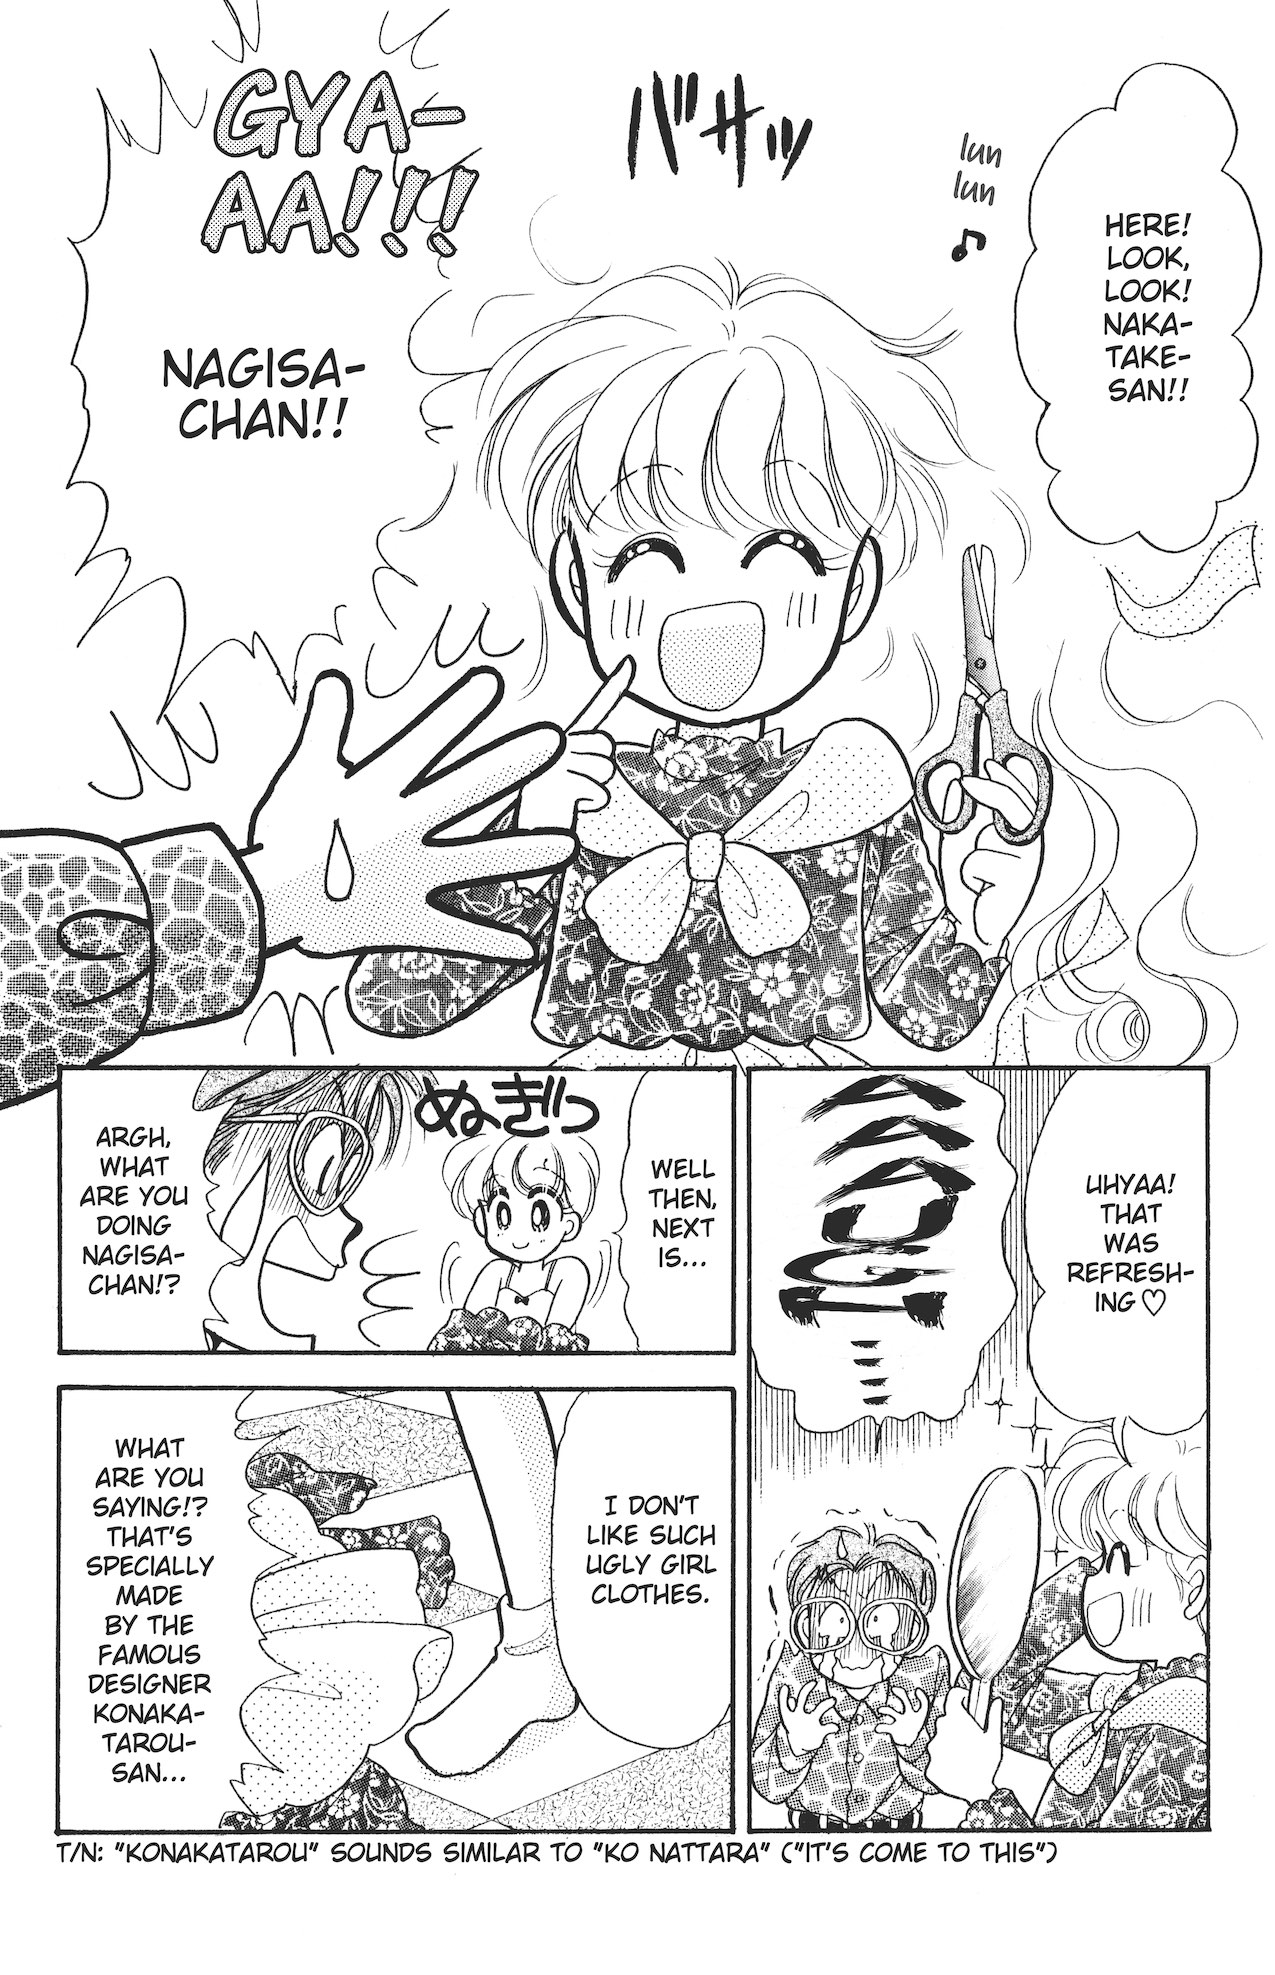 HERE!
LOOK,
LOOK!
NAKA-
TAKE-
SAN!!
lun
lun
バサッ
GYA-
AA!!!
NAGISA-
CHAN!!
UHYAA!
THAT
WAS
REFRESH-
ING♡
WELL
THEN,
NEXT
IS...
ぬぎっ
ARGH,
WHAT
ARE YOU
DOING
NAGISA-
CHAN!?
I DON'T
LIKE SUCH
UGLY GIRL
CLOTHES.
WHAT
ARE YOU
SAYING!?
THAT'S
SPECIALLY
MADE
BY THE
FAMOUS
DESIGNER
KONAKA-
TAROU-
SAN...
T/N: "KONAKATAROU" SOUNDS SIMILAR TO "KO NATTARA" ("IT'S COME TO THIS")